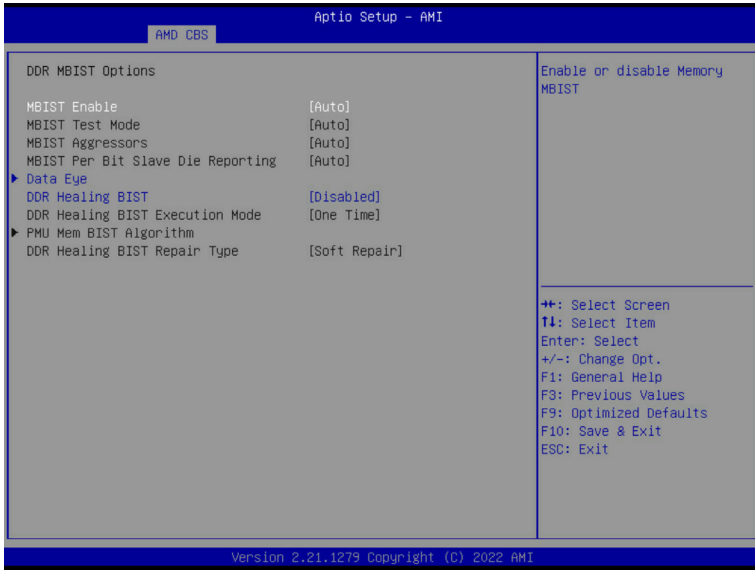 Aptio Setup – AMI
AMD CBS
DDR MBIST Options
MBIST Enable [Auto]
MBIST Test Mode [Auto]
MBIST Aggressors [Auto]
MBIST Per Bit Slave Die Reporting [Auto]
Data Eye
DDR Healing BIST [Disabled]
DDR Healing BIST Execution Mode [One Time]
PMU Mem BIST Algorithm
DDR Healing BIST Repair Type [Soft Repair]
Enable or disable Memory
MBIST
→←: Select Screen
↑↓: Select Item
Enter: Select
+/-: Change Opt.
F1: General Help
F3: Previous Values
F9: Optimized Defaults
F10: Save & Exit
ESC: Exit
Version 2.21.1279 Copyright (C) 2022 AMI